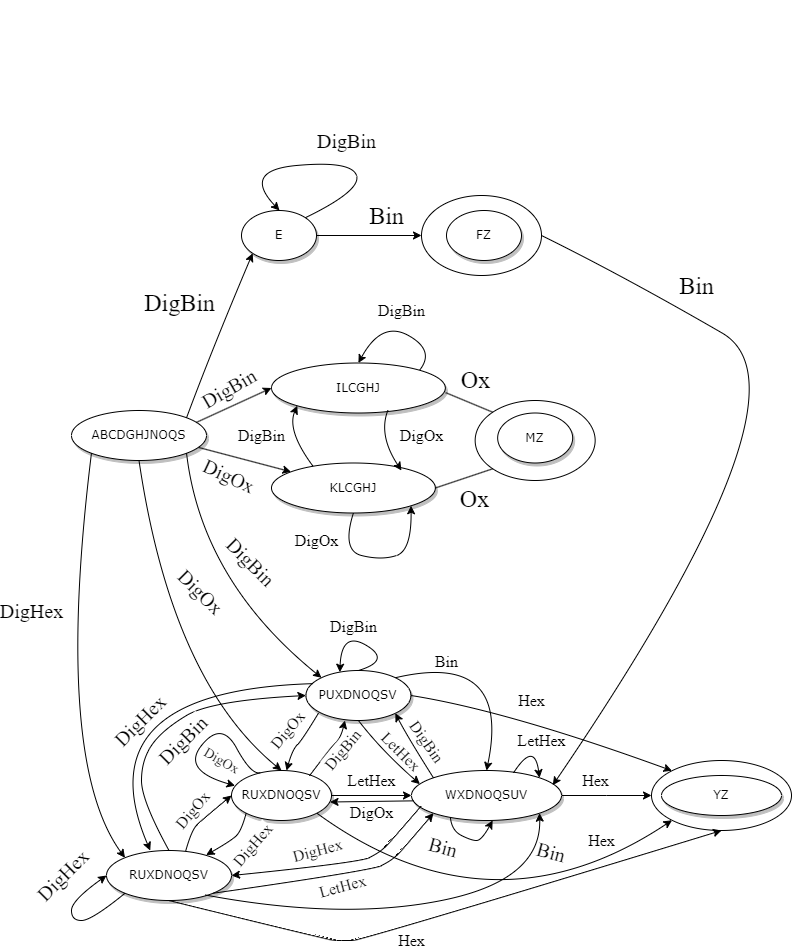 DigBin
Bin
E
FZ
Bin
DigBin
DigBin
DigBin
Ox
ILCGHJ
ABCDGHJNOQS
DigBin
DigOx
MZ
DigOx
KLCGHJ
Ox
DigOx
DigBin
DigOx
DigHex
DigBin
Bin
PUXDNOQSV
Hex
DigHex
DigBin
DigOx
DigBin
LetHex
DigBin
LetHex
DigOx
RUXDNOQSV
LetHex
WXDNOQSUV
Hex
YZ
DigOx
DigOx
DigHex
DigHex
Bin
Bin
Hex
RUXDNOQSV
DigHex
LetHex
Hex